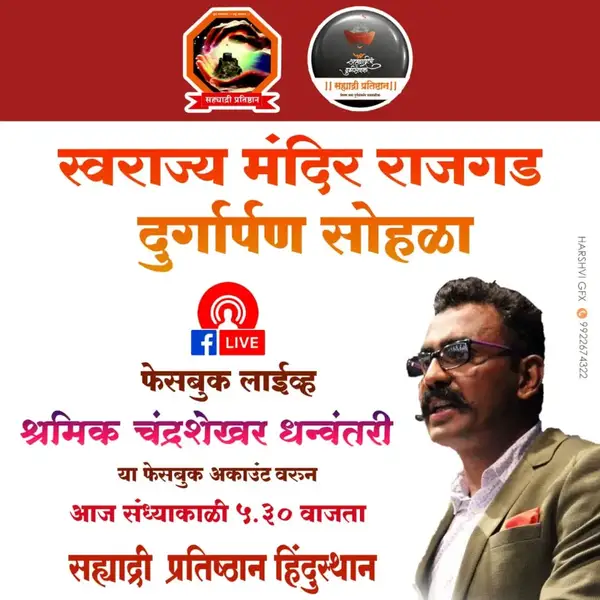 सह्याद्री प्रतिष्ठान
|| सह्याद्री प्रतिष्ठान ||
स्वराज्य मंदिर राजगड
दुर्गार्पण सोहळा
LIVE
फेसबुक लाईव्ह
श्रमिक चंद्रशेखर धन्वंतरी
या फेसबुक अकाउंट वरुन
आज संध्याकाळी ५.३० वाजता
सह्याद्री प्रतिष्ठान हिंदुस्थान
HARSHVI GFX 9922674322